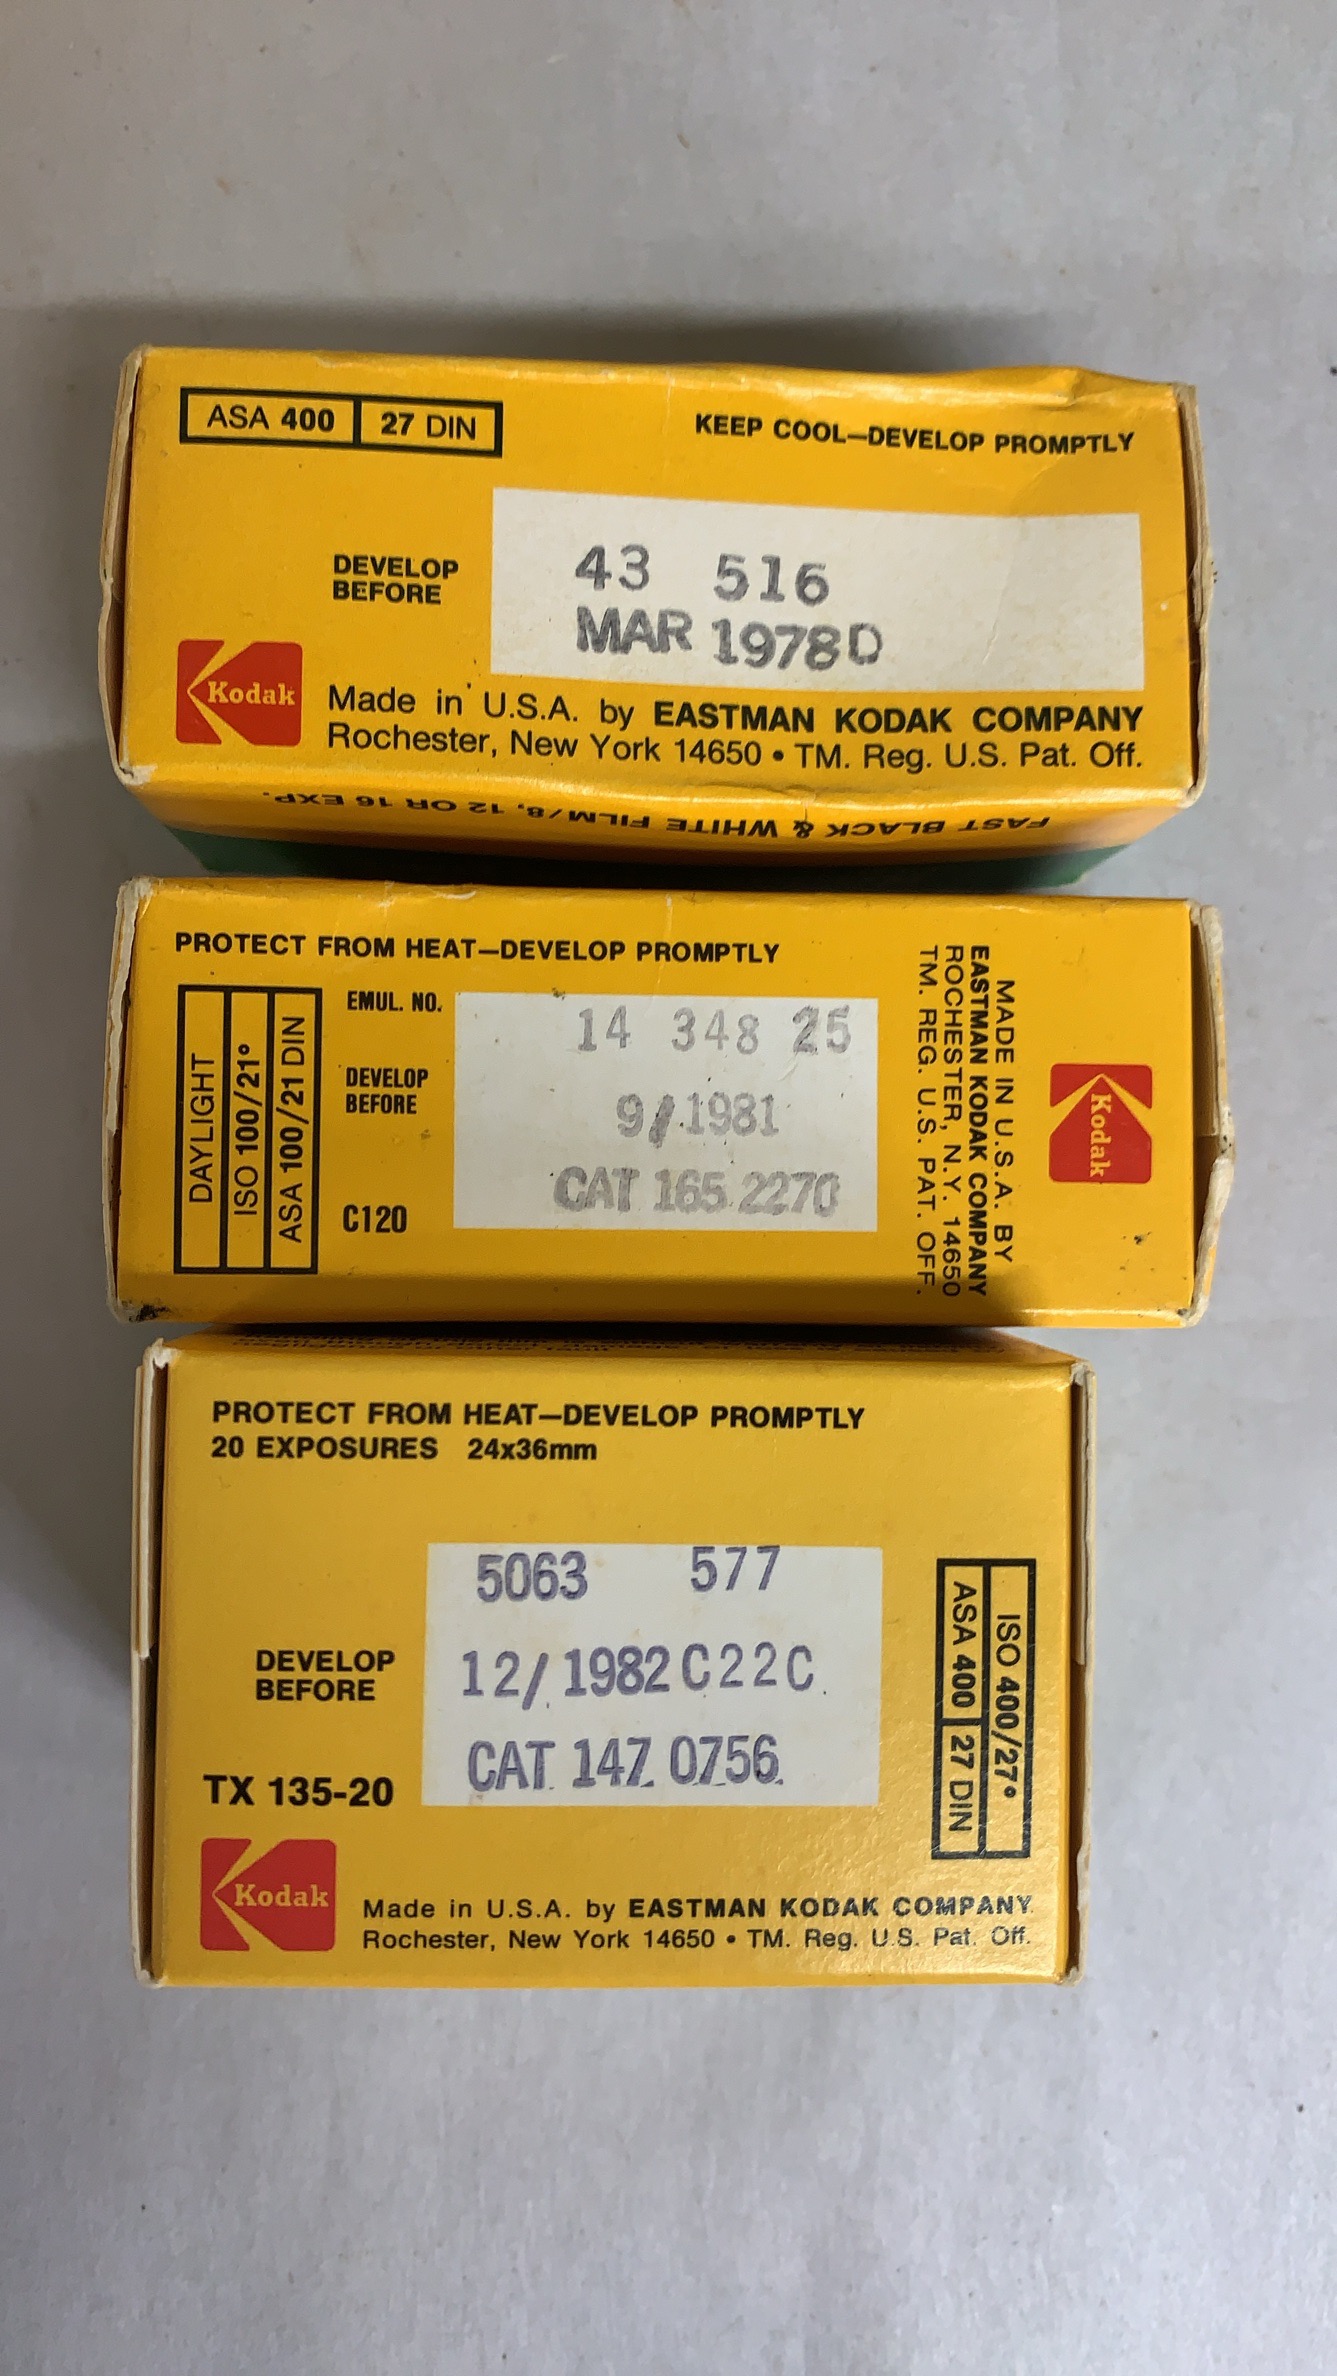 ASA 400 27 DIN
KEEP COOL—DEVELOP PROMPTLY
DEVELOP
BEFORE
43 516
MAR 1978D
Kodak
Made in U.S.A. by EASTMAN KODAK COMPANY
Rochester, New York 14650 • TM. Reg. U.S. Pat. Off.
FAST BLACK & WHITE FILM/8, 12 OR 16 EXP.
PROTECT FROM HEAT—DEVELOP PROMPTLY
DAYLIGHT
ISO 100/21°
ASA 100/21 DIN
EMUL. NO.
14 348 25
DEVELOP
BEFORE
9/1981
C120
CAT 165 2270
MADE IN U.S.A. BY
EASTMAN KODAK COMPANY
ROCHESTER, N.Y. 14650
TM. REG. U.S. PAT. OFF.
Kodak
PROTECT FROM HEAT—DEVELOP PROMPTLY
20 EXPOSURES 24x36mm
5063 577
DEVELOP
BEFORE
12/1982 C22C
CAT 147 0756
TX 135-20
ISO 400/27°
ASA 400 27 DIN
Kodak
Made in U.S.A. by EASTMAN KODAK COMPANY
Rochester, New York 14650 • TM. Reg. U.S. Pat. Off.